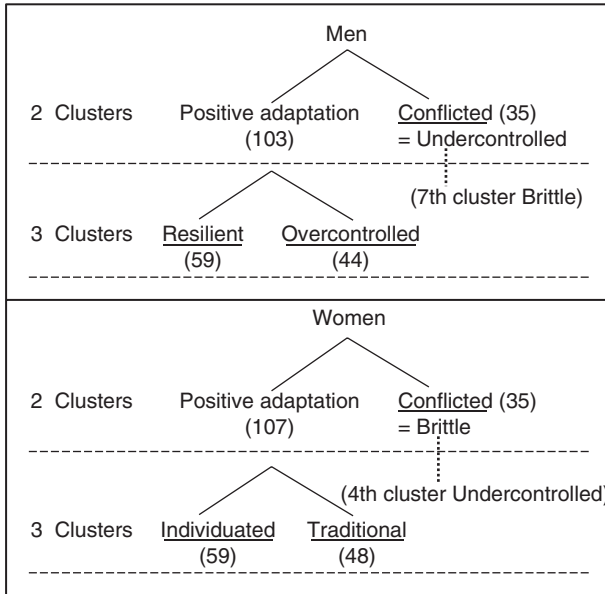 Men
2 Clusters Positive adaptation Conflicted (35)
(103) = Undercontrolled
(7th cluster Brittle)
3 Clusters Resilient Overcontrolled
(59) (44)
Women
2 Clusters Positive adaptation Conflicted (35)
(107) = Brittle
(4th cluster Undercontrolled)
3 Clusters Individuated Traditional
(59) (48)